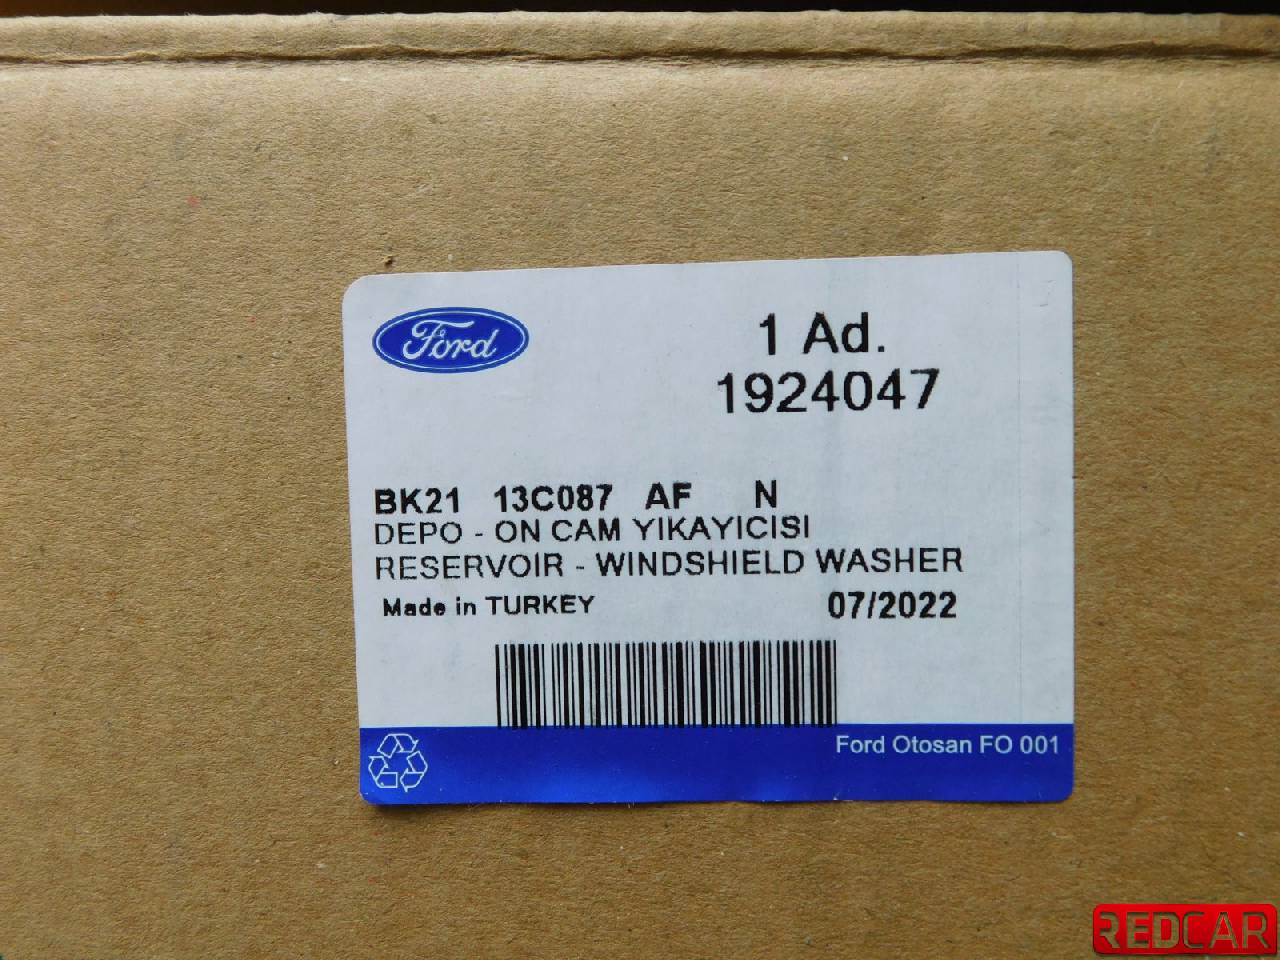 Ford
1 Ad.
1924047
BK21 13C087 AF N
DEPO - ON CAM YIKAYICISI
RESERVOIR - WINDSHIELD WASHER
Made in TURKEY 07/2022
Ford Otosan FO 001
REDCAR